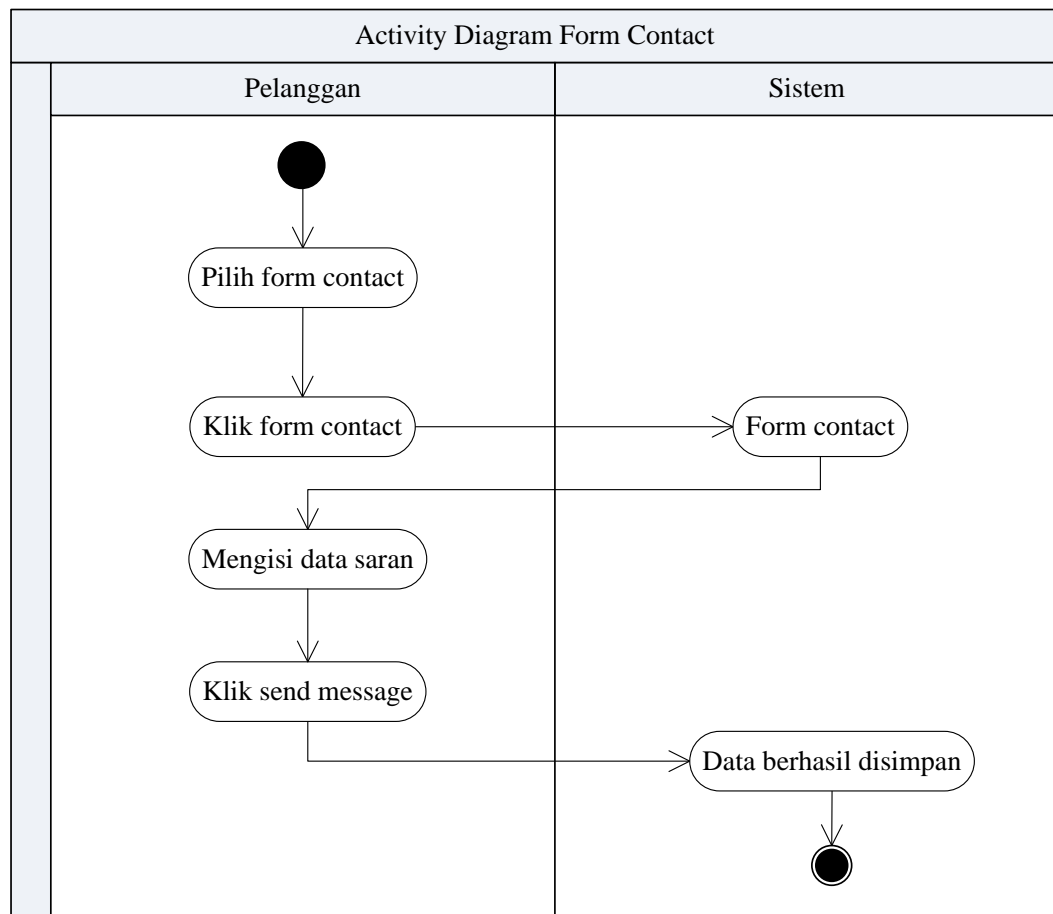 Activity Diagram Form Contact
Pelanggan
Sistem
Pilih form contact
Klik form contact
Form contact
Mengisi data saran
Klik send message
Data berhasil disimpan